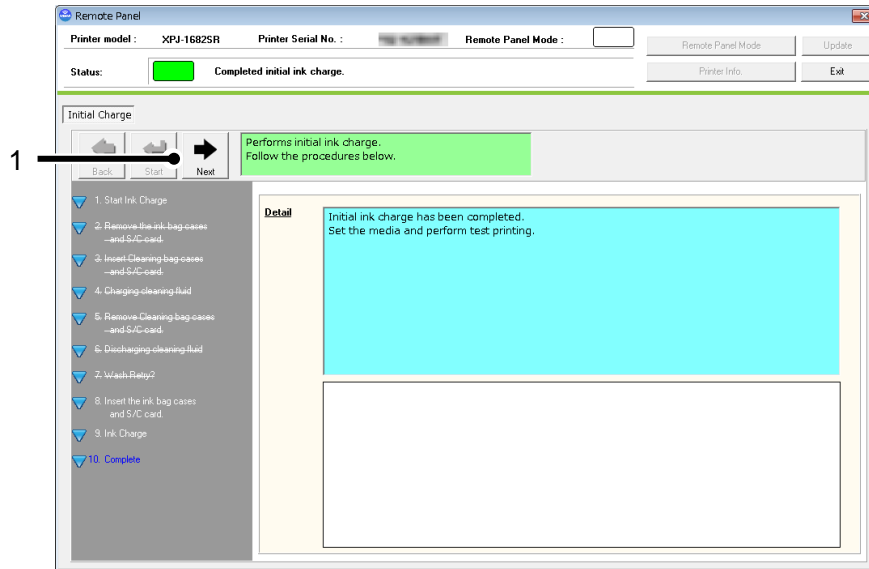 Remote Panel
Printer model : XPJ-1682SR Printer Serial No. : Remote Panel Mode :
Remote Panel Mode Update
Status: Completed initial ink charge.
Printer Info. Exit
Initial Charge
1
Back Start Next
Performs initial ink charge.
Follow the procedures below.
1. Start Ink Charge
2. Remove the ink bag cases
and S/C card.
3. Insert Cleaning bag cases
and S/C card.
4. Charging cleaning fluid
5. Remove Cleaning bag cases
and S/C card.
6. Discharging cleaning fluid
7. Wash Retry?
8. Insert the ink bag cases
and S/C card.
9. Ink Charge
10. Complete
Detail
Initial ink charge has been completed.
Set the media and perform test printing.